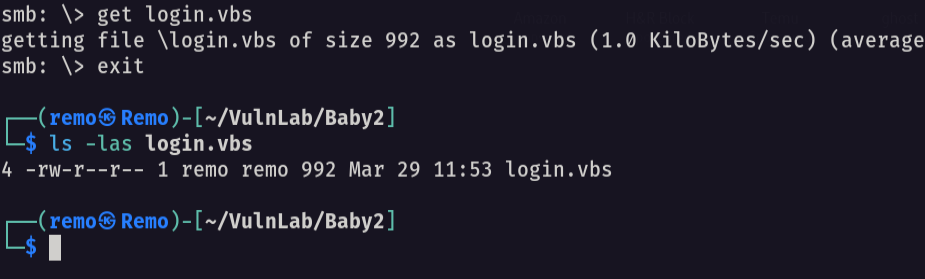 smb: \> get login.vbs
getting file \login.vbs of size 992 as login.vbs (1.0 KiloBytes/sec) (average
smb: \> exit
┌──(remo㉿Remo)-[~/VulnLab/Baby2]
└─$ ls -las login.vbs
4 -rw-r--r-- 1 remo remo 992 Mar 29 11:53 login.vbs
┌──(remo㉿Remo)-[~/VulnLab/Baby2]
└─$